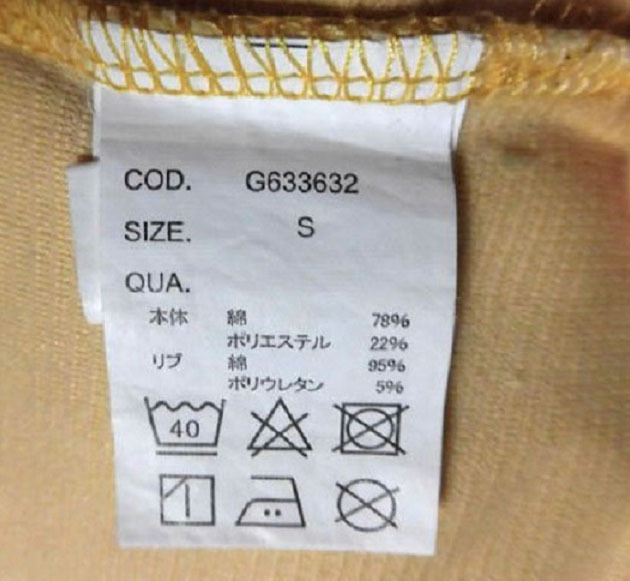 COD. G633632
SIZE. S
QUA.
本体 綿 78%
ポリエステル 22%
リブ 綿 95%
ポリウレタン 5%
40